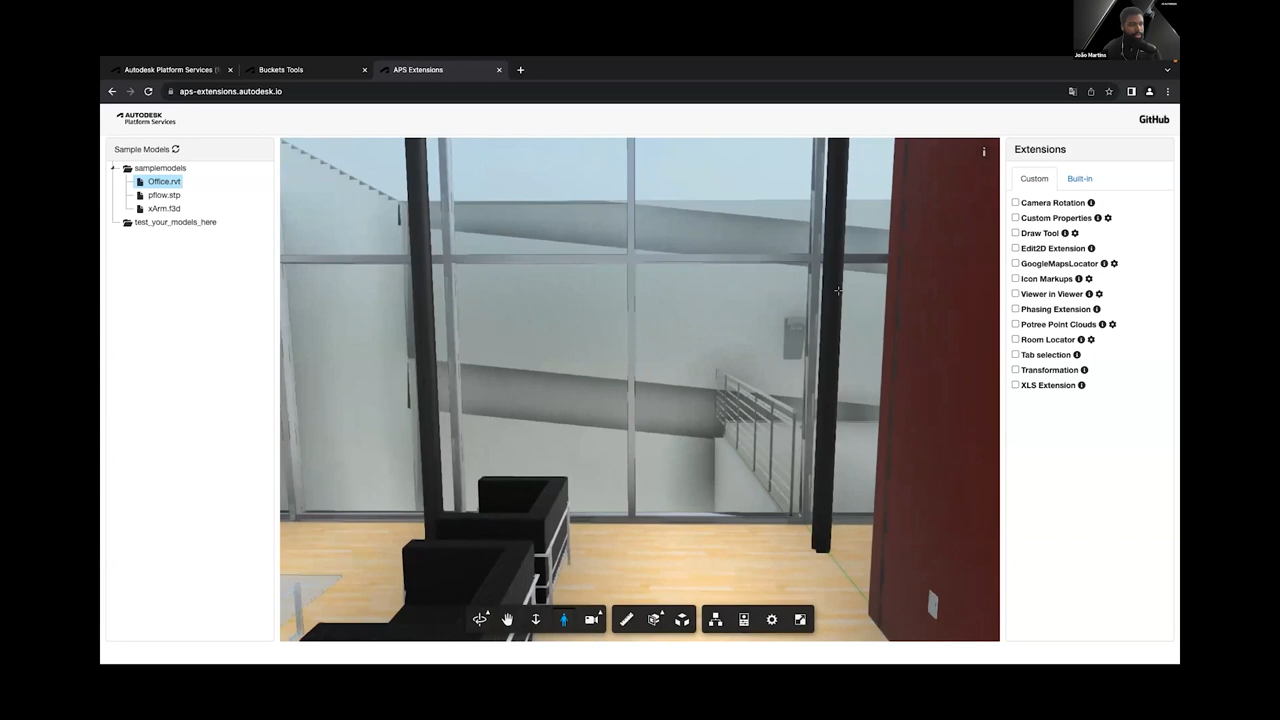 João Martins
Autodesk Platform Services (
Buckets Tools
APS Extensions
aps-extensions.autodesk.io
AUTODESK
Platform Services
GitHub
Sample Models
samplemodels
Office.rvt
pflow.stp
xArm.f3d
test_your_models_here
Extensions
Custom
Built-in
Camera Rotation
Custom Properties
Draw Tool
Edit2D Extension
GoogleMapsLocator
Icon Markups
Viewer in Viewer
Phasing Extension
Potree Point Clouds
Room Locator
Tab selection
Transformation
XLS Extension